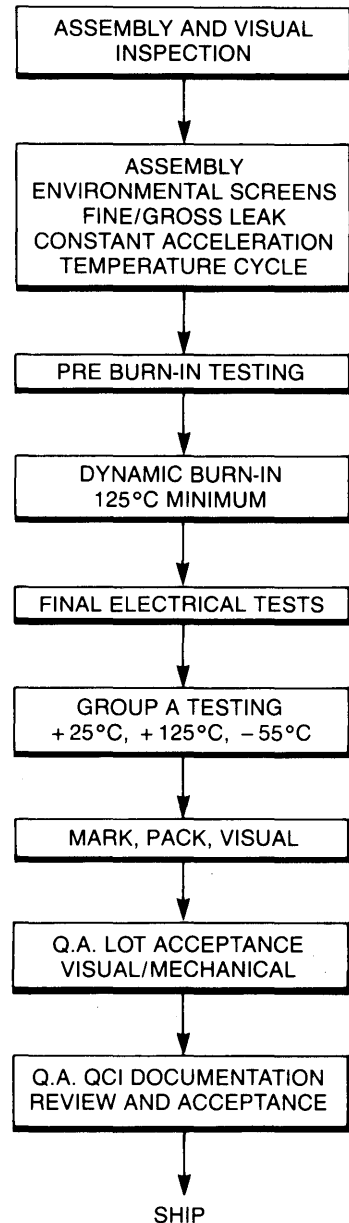 ASSEMBLY AND VISUAL
INSPECTION
ASSEMBLY
ENVIRONMENTAL SCREENS
FINE/GROSS LEAK
CONSTANT ACCELERATION
TEMPERATURE CYCLE
PRE BURN-IN TESTING
DYNAMIC BURN-IN
125°C MINIMUM
FINAL ELECTRICAL TESTS
GROUP A TESTING
+25°C, +125°C, −55°C
MARK, PACK, VISUAL
Q.A. LOT ACCEPTANCE
VISUAL/MECHANICAL
Q.A. QCI DOCUMENTATION
REVIEW AND ACCEPTANCE
SHIP